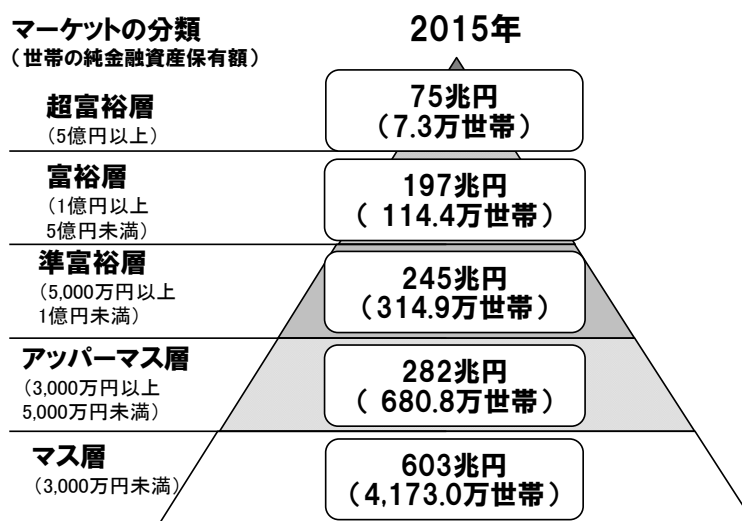 マーケットの分類
（世帯の純金融資産保有額）
2015年
超富裕層
（5億円以上）
75兆円
（7.3万世帯）
富裕層
（1億円以上
5億円未満）
197兆円
（ 114.4万世帯）
準富裕層
（5,000万円以上
1億円未満）
245兆円
（314.9万世帯）
アッパーマス層
（3,000万円以上
5,000万円未満）
282兆円
（ 680.8万世帯）
マス層
（3,000万円未満）
603兆円
（4,173.0万世帯）